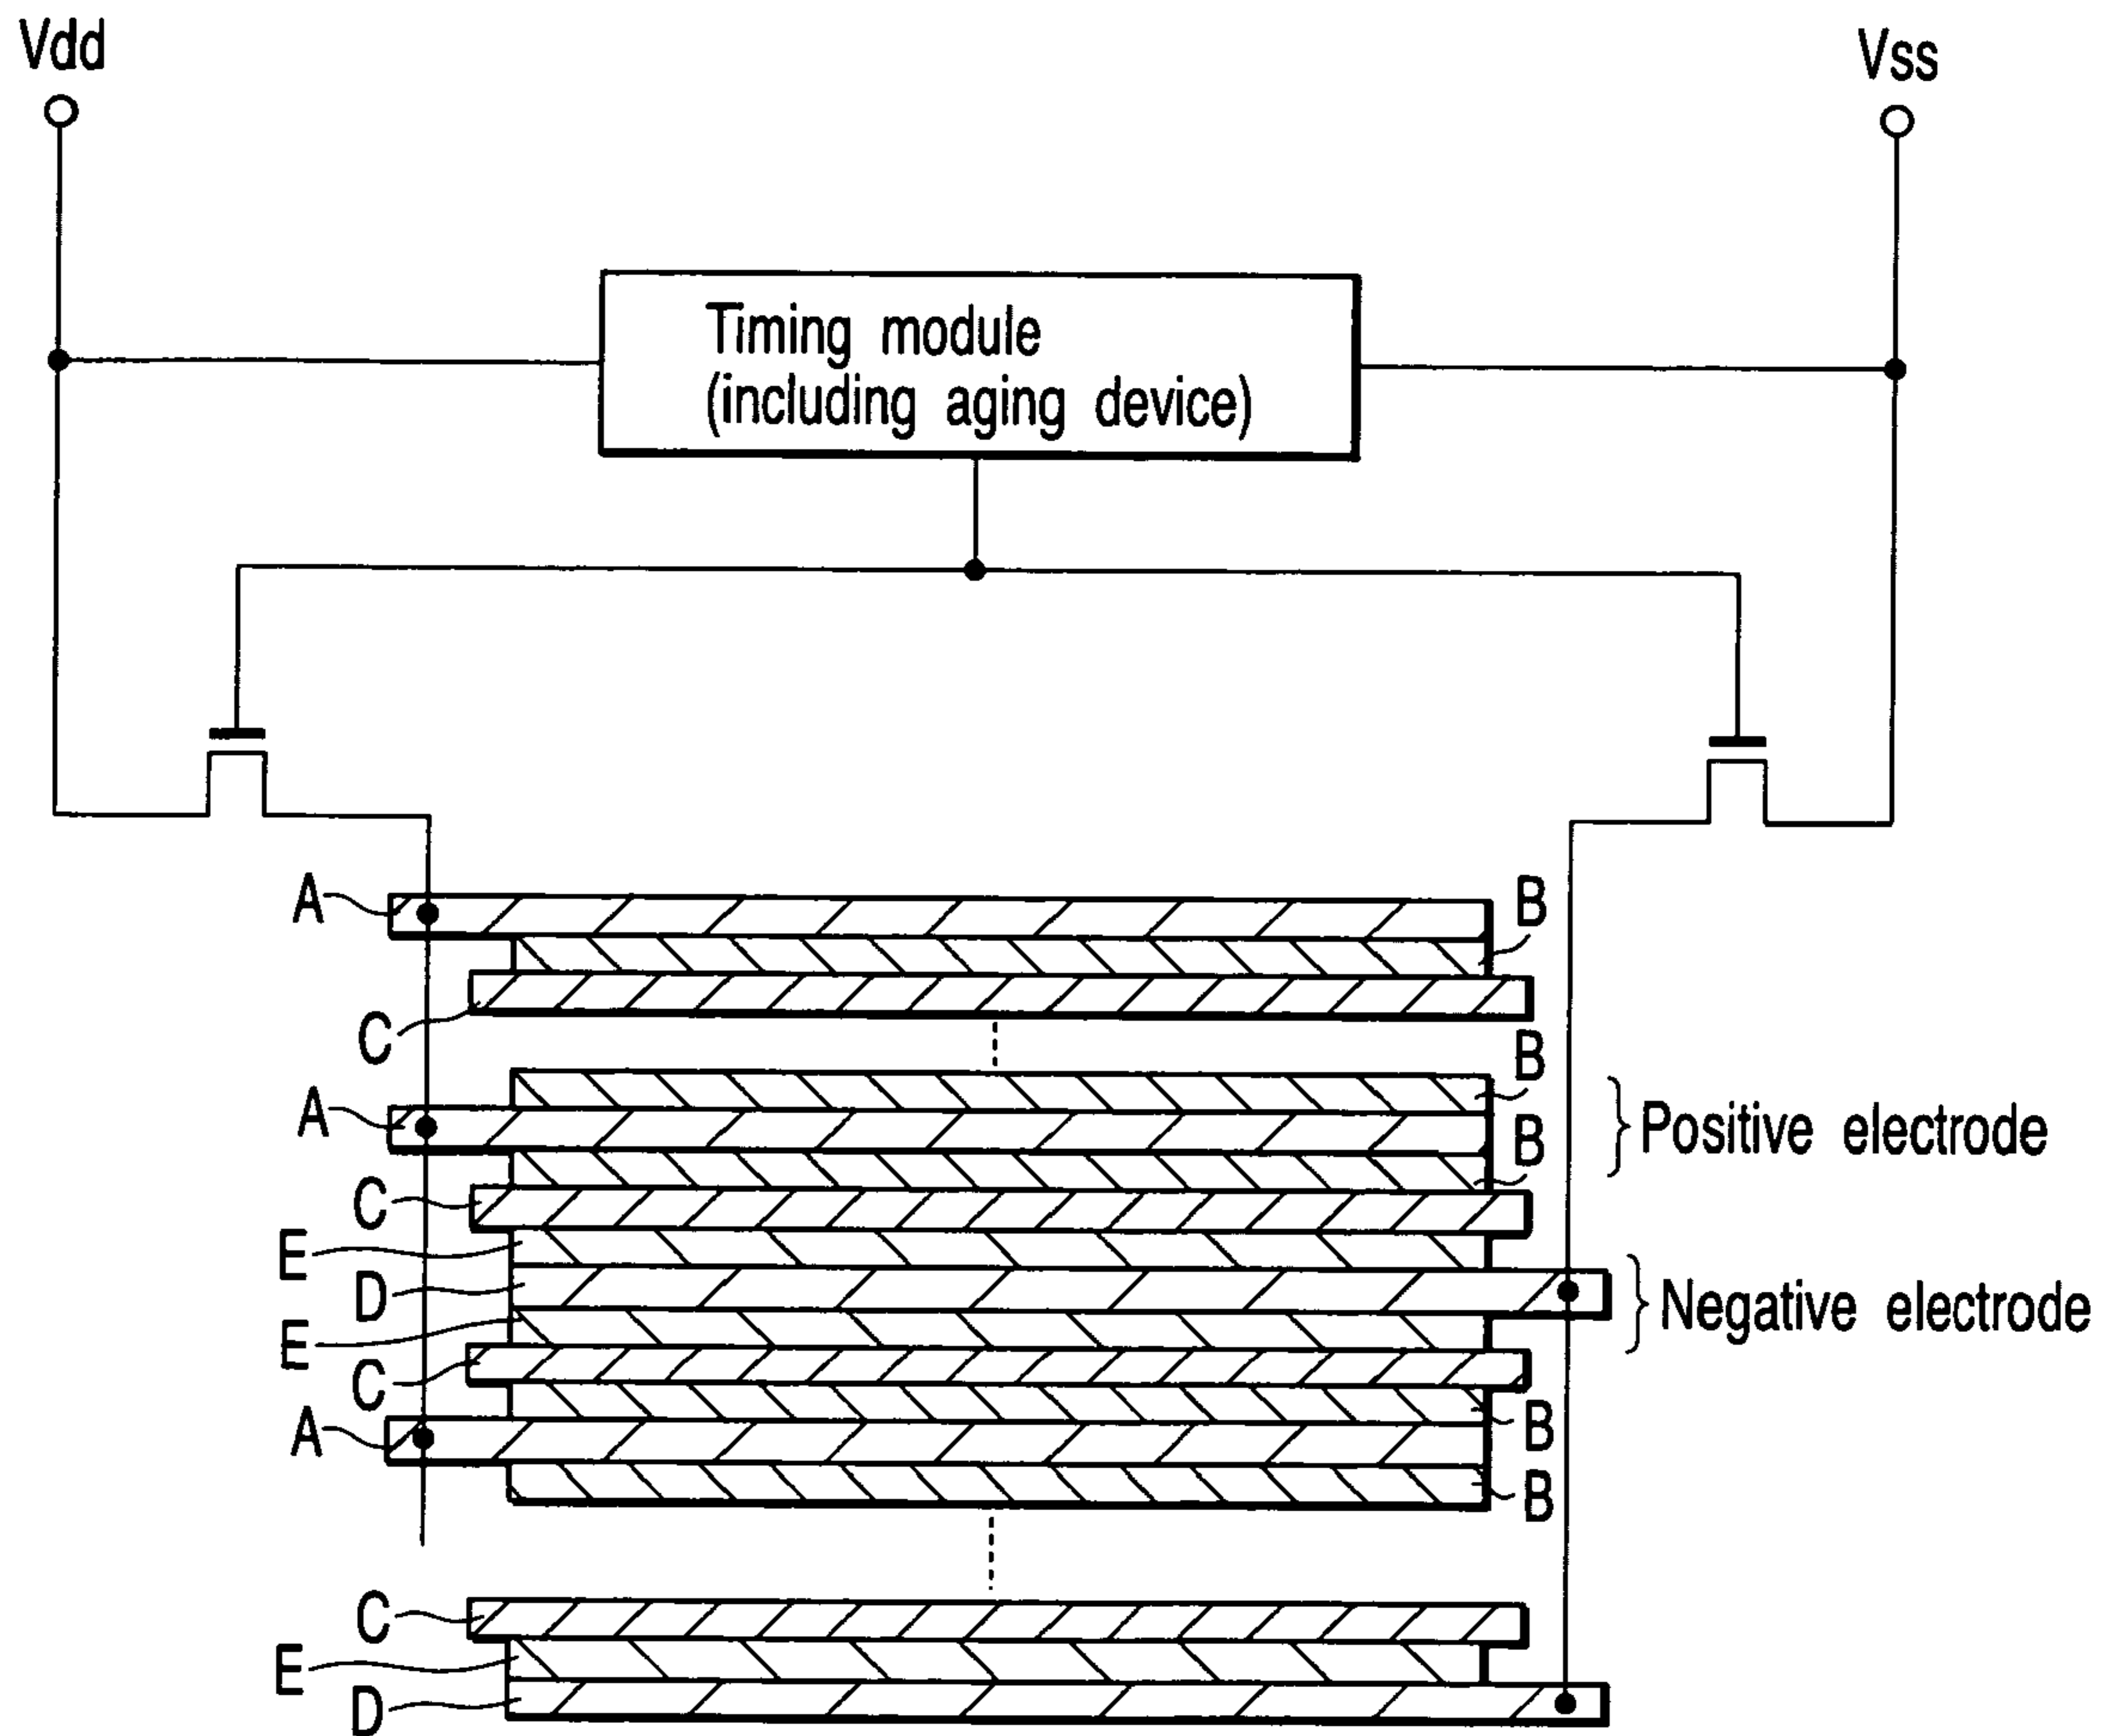 Vdd
Vss
Timing module
(including aging device)
A
B
C
B
A
Positive electrode
B
C
E
D
Negative electrode
E
C
A
B
B
C
E
D